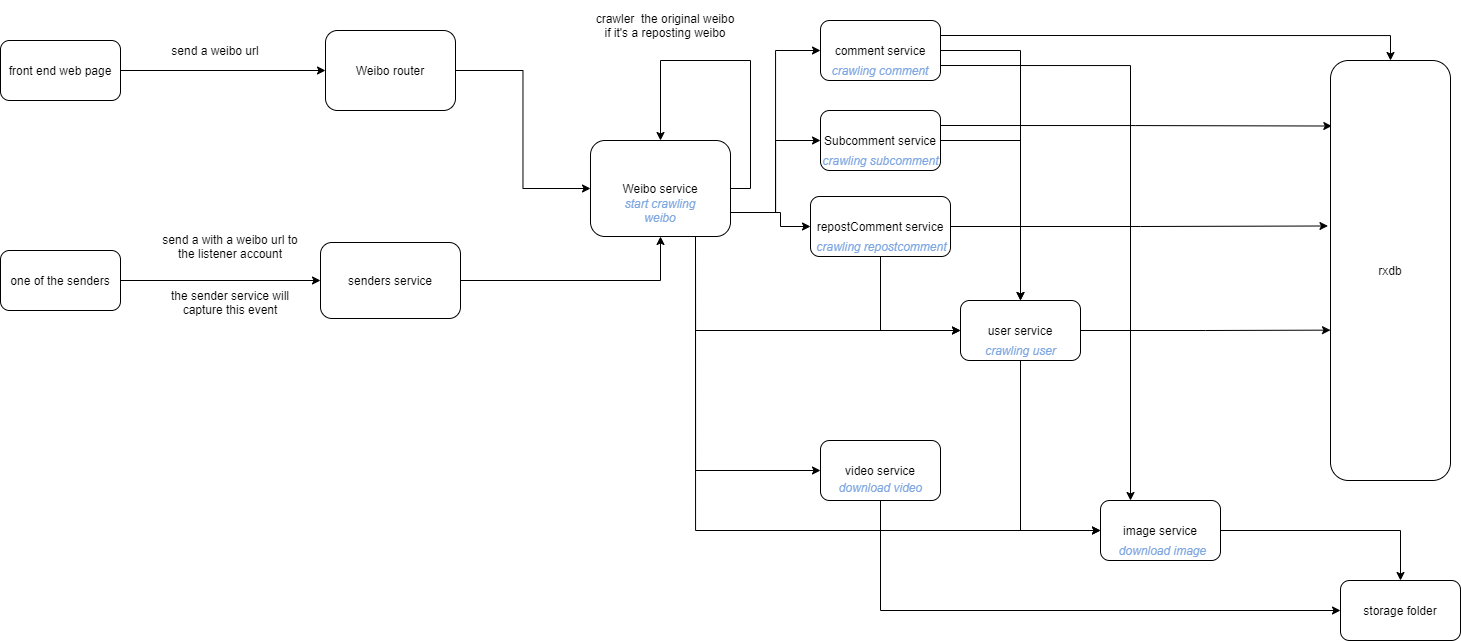 crawler  the original weibo
if it's a reposting weibo
front end web page
send a weibo url
Weibo router
comment service
crawling comment
Subcomment service
crawling subcomment
Weibo service
start crawling
weibo
repostComment service
crawling repostcomment
one of the senders
send a with a weibo url to
the listener account
the sender service will
capture this event
senders service
rxdb
user service
crawling user
video service
download video
image service
download image
storage folder